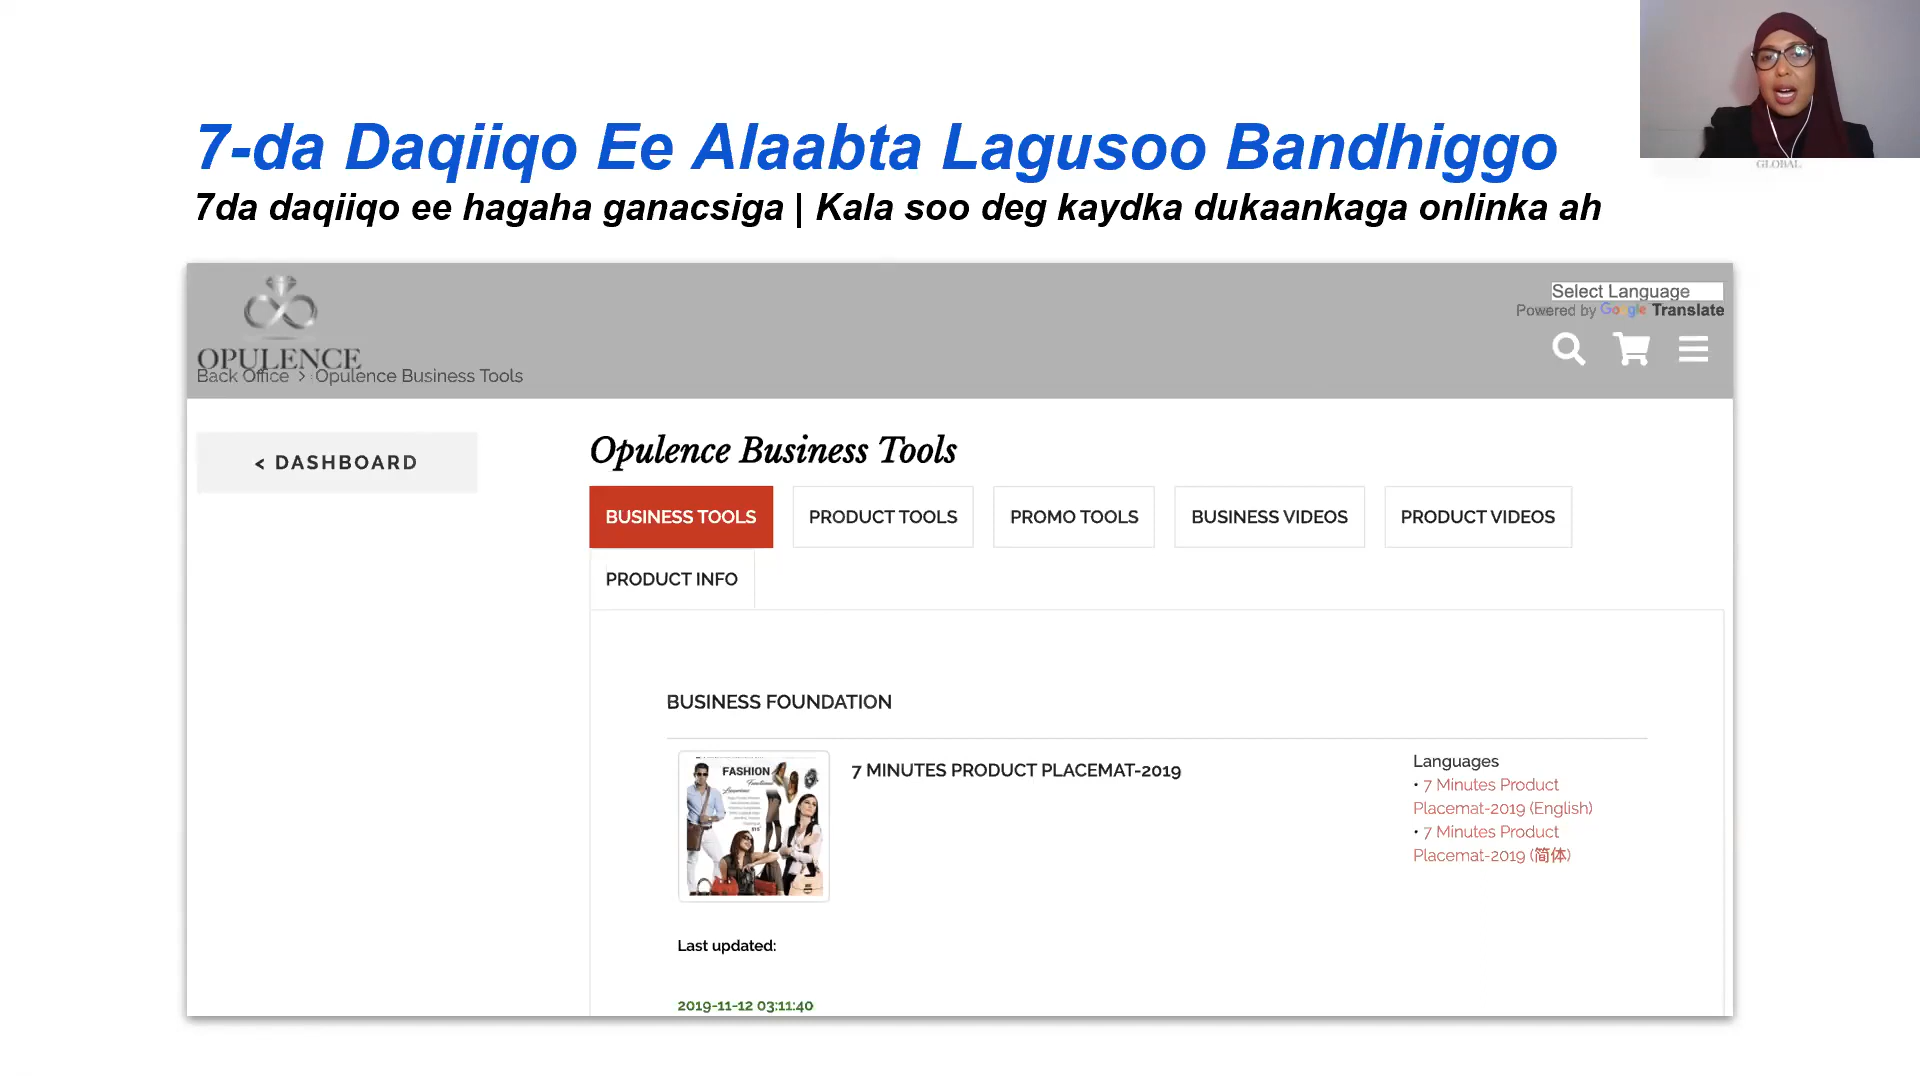 7-da Daqiiqo Ee Alaabta Lagusoo Bandhiggo
7da daqiiqo ee hagaha ganacsiga | Kala soo deg kaydka dukaankaga onlinka ah
GLOBAL
Select Language
Powered by Google Translate
OPULENCE
Back Office > Opulence Business Tools
< DASHBOARD
Opulence Business Tools
BUSINESS TOOLS
PRODUCT TOOLS
PROMO TOOLS
BUSINESS VIDEOS
PRODUCT VIDEOS
PRODUCT INFO
BUSINESS FOUNDATION
FASHION
7 MINUTES PRODUCT PLACEMAT-2019
Languages
• 7 Minutes Product
Placemat-2019 (English)
• 7 Minutes Product
Placemat-2019 (简体)
Last updated:
2019-11-12 03:11:40